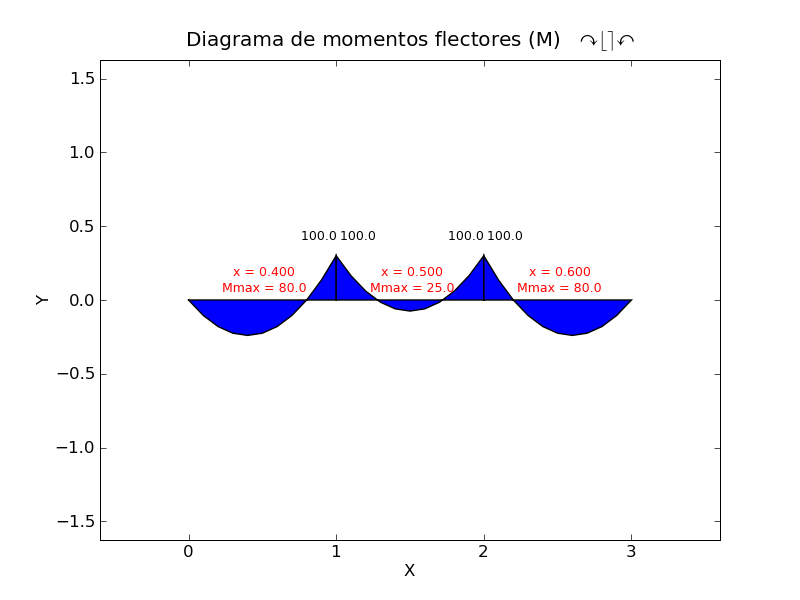 Diagrama de momentos flectores (M) ↷⌊⌉↶
1.5
1.0
0.5
0.0
−0.5
−1.0
−1.5
Y
100.0 100.0 100.0 100.0
x = 0.400 x = 0.500 x = 0.600
Mmax = 80.0 Mmax = 25.0 Mmax = 80.0
0 1 2 3
X